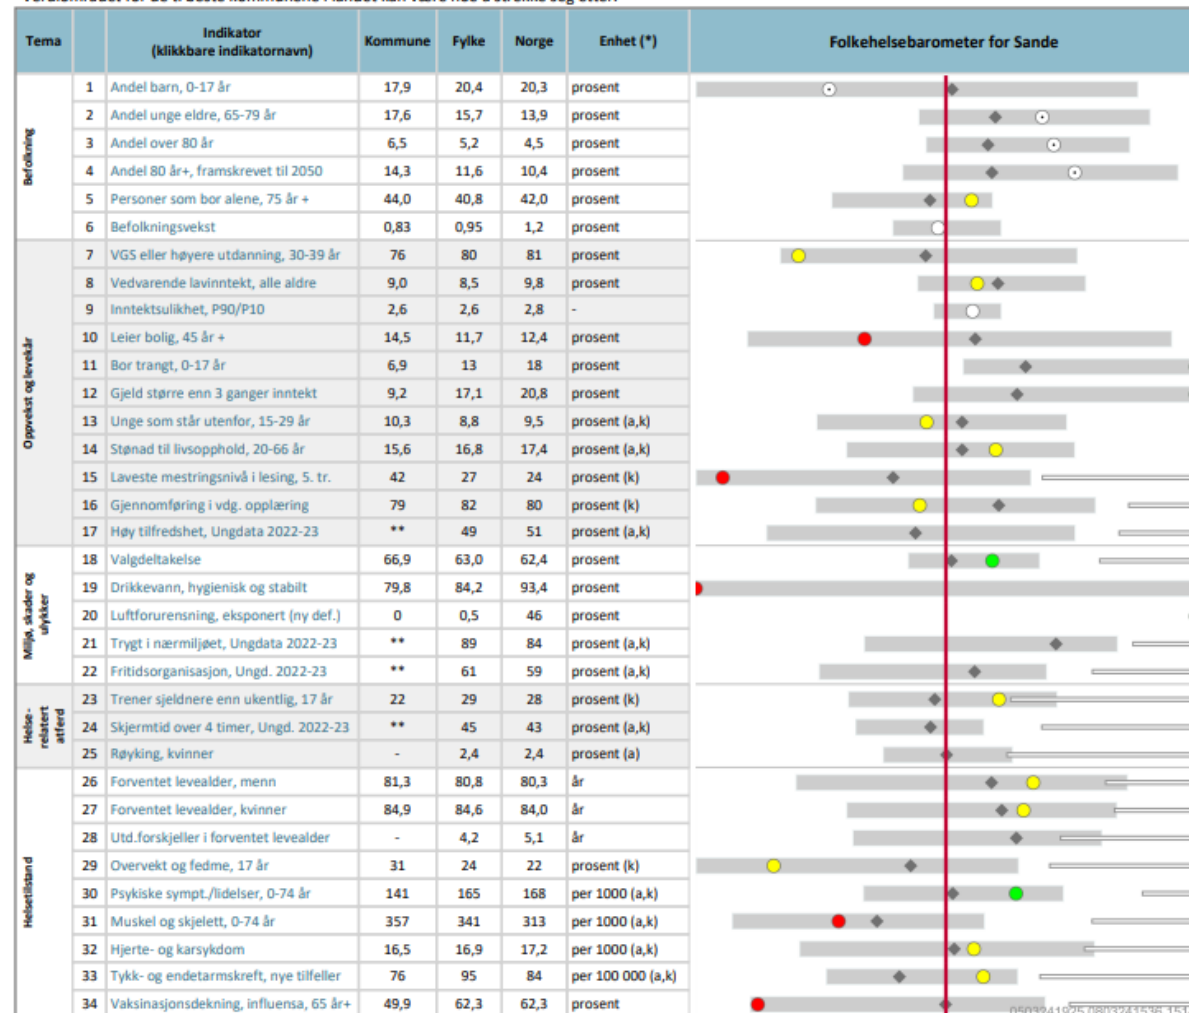 Tema Indikator (klikkbare indikatornavn) Kommune Fylke Norge Enhet (*) Folkehelsebarometer for Sande
Befolkning
1 Andel barn, 0-17 år 17,9 20,4 20,3 prosent
2 Andel unge eldre, 65-79 år 17,6 15,7 13,9 prosent
3 Andel over 80 år 6,5 5,2 4,5 prosent
4 Andel 80 år+, framskrevet til 2050 14,3 11,6 10,4 prosent
5 Personer som bor alene, 75 år + 44,0 40,8 42,0 prosent
6 Befolkningsvekst 0,83 0,95 1,2 prosent
Oppvekst og levekår
7 VGS eller høyere utdanning, 30-39 år 76 80 81 prosent
8 Vedvarende lavinntekt, alle aldre 9,0 8,5 9,8 prosent
9 Inntektsulikhet, P90/P10 2,6 2,6 2,8 -
10 Leier bolig, 45 år + 14,5 11,7 12,4 prosent
11 Bor trangt, 0-17 år 6,9 13 18 prosent
12 Gjeld større enn 3 ganger inntekt 9,2 17,1 20,8 prosent
13 Unge som står utenfor, 15-29 år 10,3 8,8 9,5 prosent (a,k)
14 Stønad til livsopphold, 20-66 år 15,6 16,8 17,4 prosent (a,k)
15 Laveste mestringsnivå i lesing, 5. tr. 42 27 24 prosent (k)
16 Gjennomføring i vdg. opplæring 79 82 80 prosent (k)
17 Høy tilfredshet, Ungdata 2022-23 ** 49 51 prosent (a,k)
Miljø, skader og ulykker
18 Valgdeltakelse 66,9 63,0 62,4 prosent
19 Drikkevann, hygienisk og stabilt 79,8 84,2 93,4 prosent
20 Luftforurensning, eksponert (ny def.) 0 0,5 46 prosent
21 Trygt i nærmiljøet, Ungdata 2022-23 ** 89 84 prosent (a,k)
22 Fritidsorganisasjon, Ungd. 2022-23 ** 61 59 prosent (a,k)
Helse-relatert atferd
23 Trener sjeldnere enn ukentlig, 17 år 22 29 28 prosent (k)
24 Skjermtid over 4 timer, Ungd. 2022-23 ** 45 43 prosent (a,k)
25 Røyking, kvinner - 2,4 2,4 prosent (a)
Helsetilstand
26 Forventet levealder, menn 81,3 80,8 80,3 år
27 Forventet levealder, kvinner 84,9 84,6 84,0 år
28 Utd.forskjeller i forventet levealder - 4,2 5,1 år
29 Overvekt og fedme, 17 år 31 24 22 prosent (k)
30 Psykiske sympt./lidelser, 0-74 år 141 165 168 per 1000 (a,k)
31 Muskel og skjelett, 0-74 år 357 341 313 per 1000 (a,k)
32 Hjerte- og karsykdom 16,5 16,9 17,2 per 1000 (a,k)
33 Tykk- og endetarmskreft, nye tilfeller 76 95 84 per 100 000 (a,k)
34 Vaksinasjonsdekning, influensa, 65 år+ 49,9 62,3 62,3 prosent